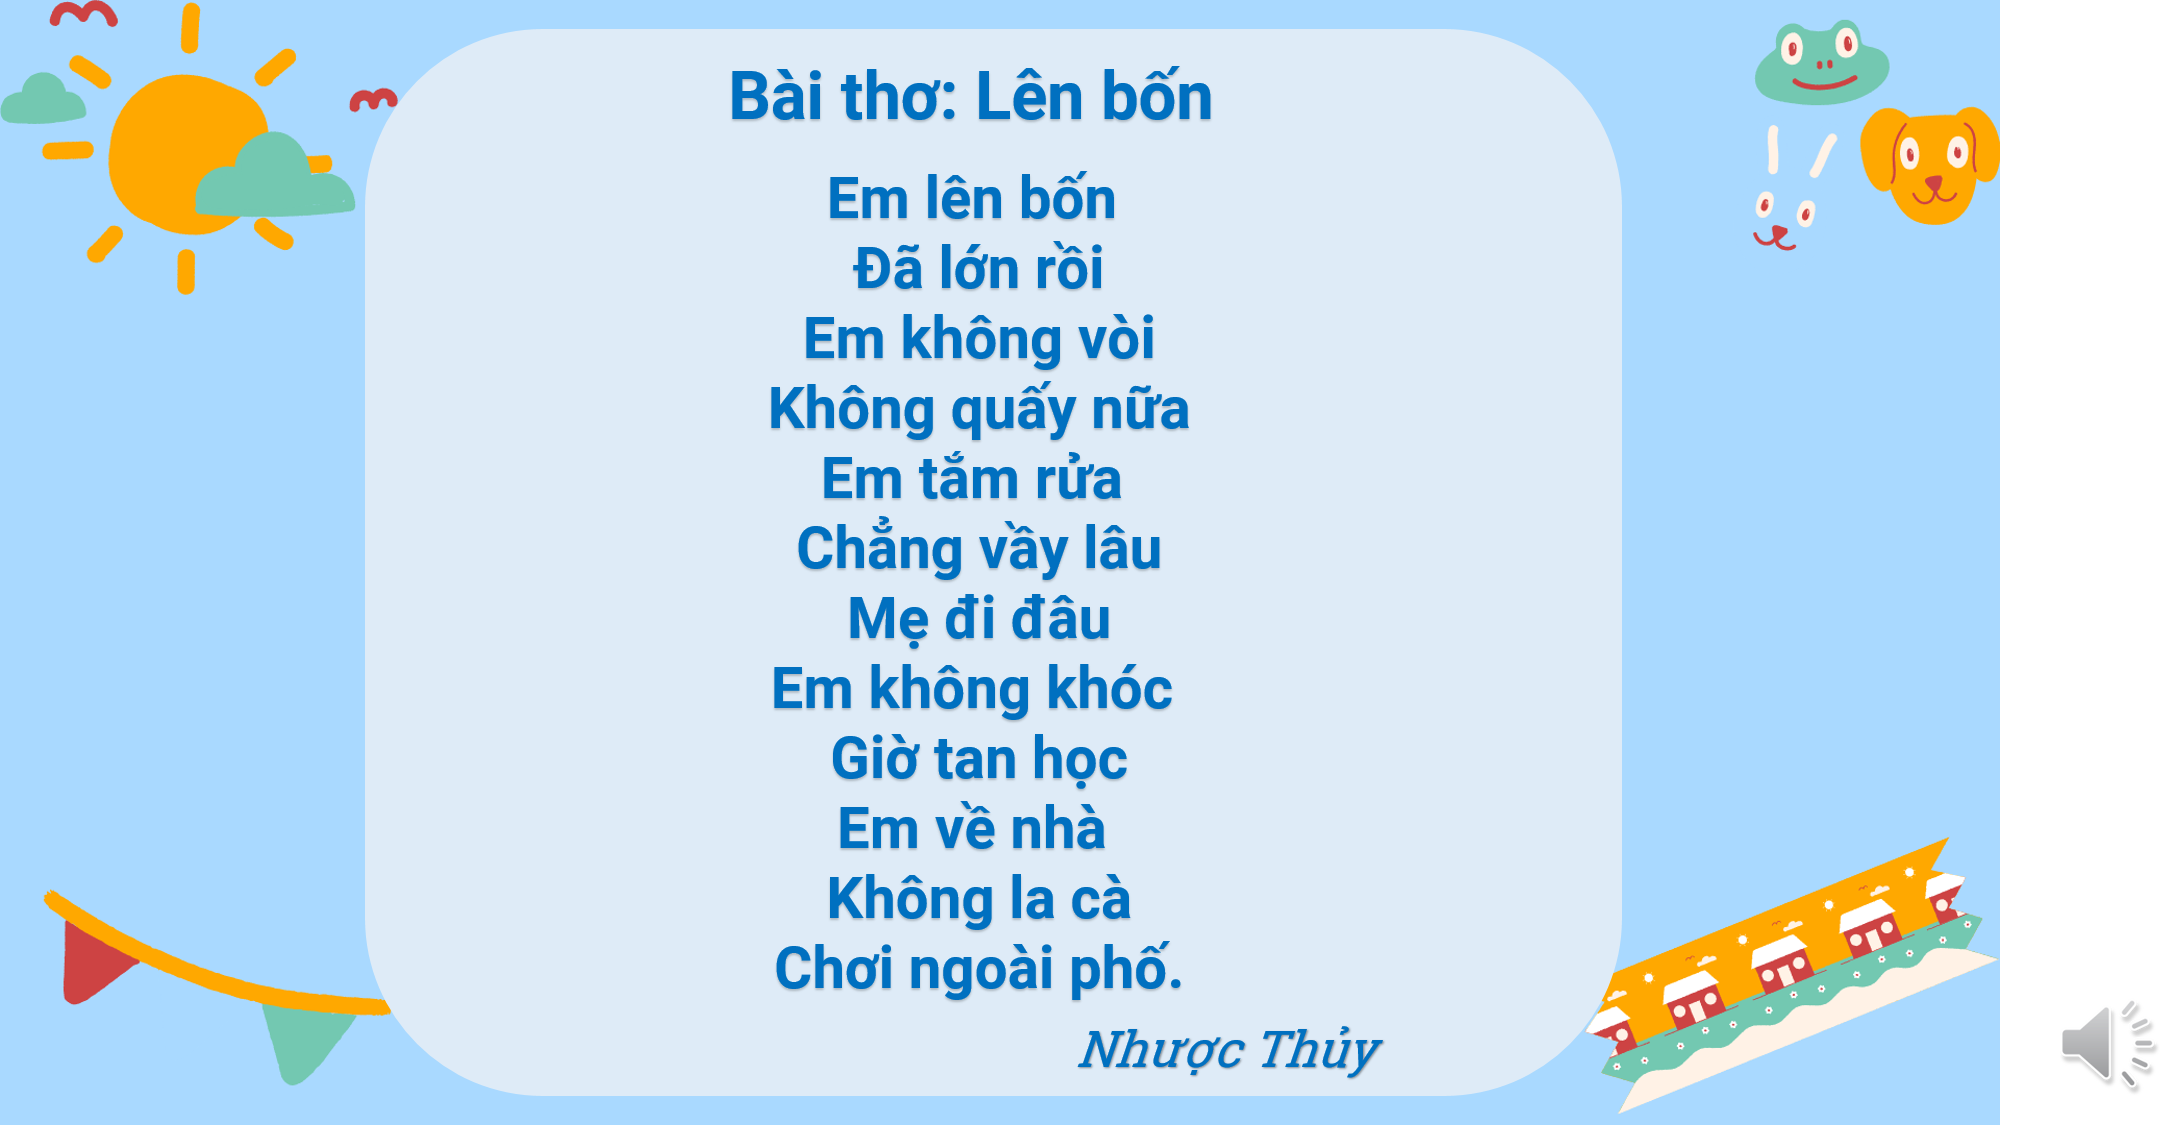 Bài thơ: Lên bốn
Em lên bốn
Đã lớn rồi
Em không vòi
Không quấy nữa
Em tắm rửa
Chẳng vầy lâu
Mẹ đi đâu
Em không khóc
Giờ tan học
Em về nhà
Không la cà
Chơi ngoài phố.
Nhược Thủy